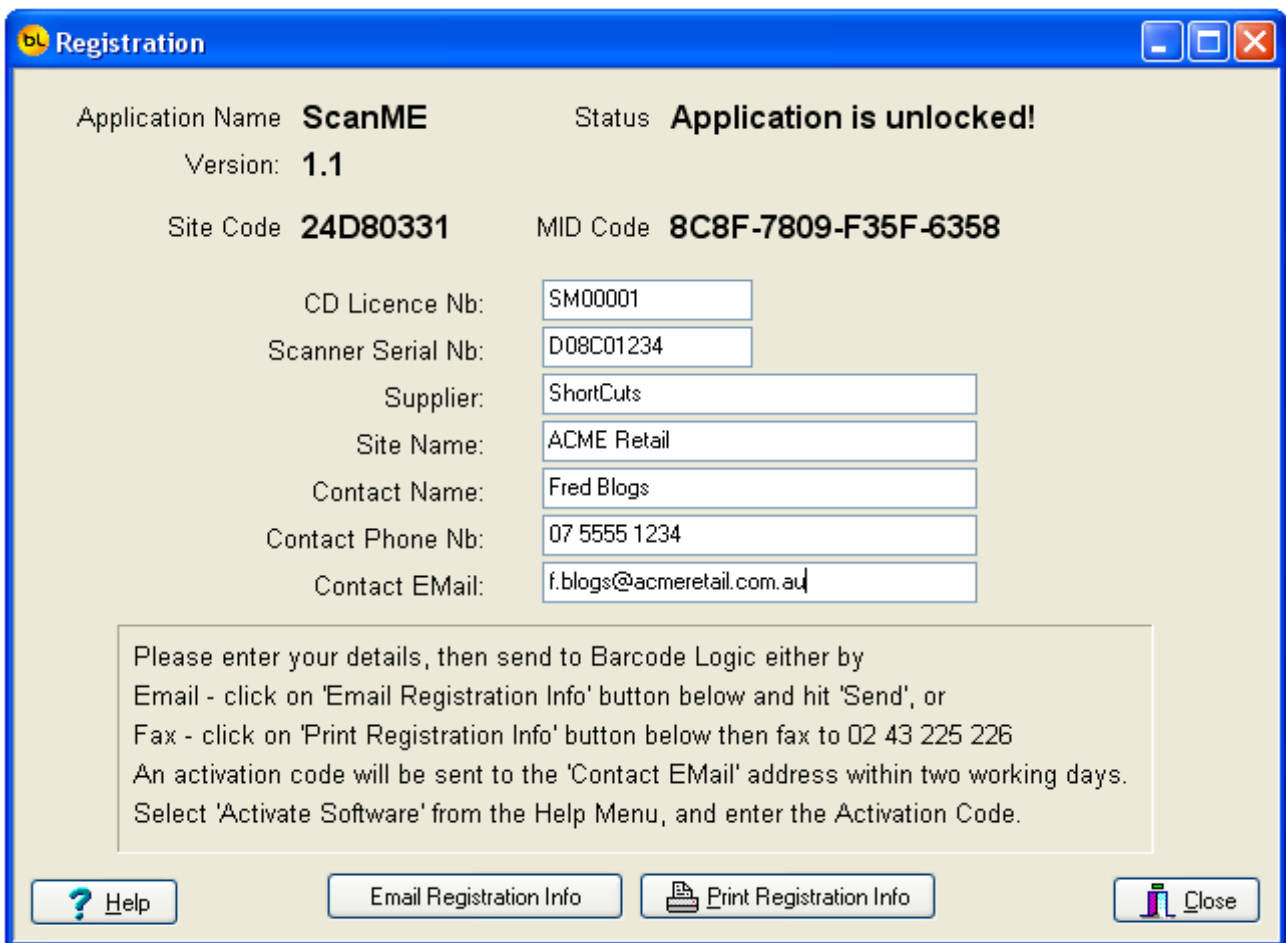 bL Registration
Application Name ScanME Status Application is unlocked!
Version: 1.1
Site Code 24D80331 MID Code 8C8F-7809-F35F-6358
CD Licence Nb: SM00001
Scanner Serial Nb: D08C01234
Supplier: ShortCuts
Site Name: ACME Retail
Contact Name: Fred Blogs
Contact Phone Nb: 07 5555 1234
Contact EMail: f.blogs@acmeretail.com.au
Please enter your details, then send to Barcode Logic either by
Email - click on 'Email Registration Info' button below and hit 'Send', or
Fax - click on 'Print Registration Info' button below then fax to 02 43 225 226
An activation code will be sent to the 'Contact EMail' address within two working days.
Select 'Activate Software' from the Help Menu, and enter the Activation Code.
? Help Email Registration Info Print Registration Info Close